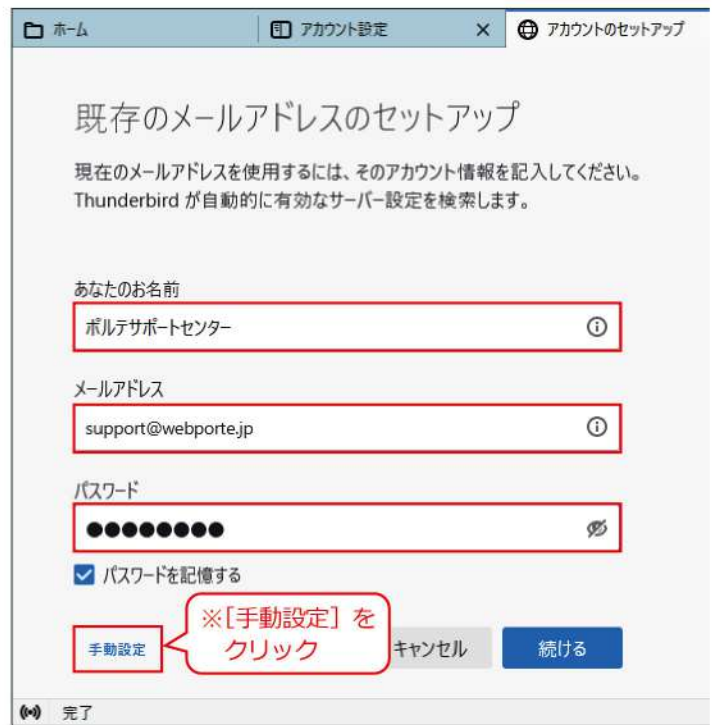 ホーム
アカウント設定
アカウントのセットアップ
既存のメールアドレスのセットアップ
現在のメールアドレスを使用するには、そのアカウント情報を記入してください。
Thunderbird が自動的に有効なサーバー設定を検索します。
あなたのお名前
ポルテサポートセンター
メールアドレス
support@webporte.jp
パスワード
●●●●●●●●
パスワードを記憶する
※[手動設定] を
クリック
手動設定
キャンセル
続ける
完了